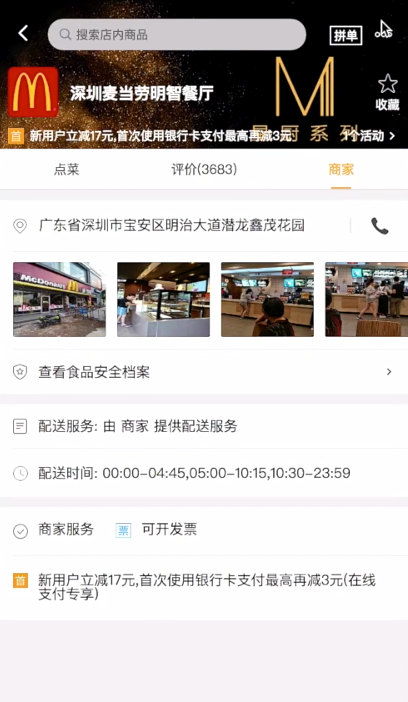 搜索店内商品
拼单
深圳麦当劳明智餐厅
收藏
首 新用户立减17元,首次使用银行卡支付最高再减3元
厨系列
活动
点菜
评价(3683)
商家
广东省深圳市宝安区明治大道潜龙鑫茂花园
McDonald's
查看食品安全档案
配送服务: 由 商家 提供配送服务
配送时间: 00:00-04:45,05:00-10:15,10:30-23:59
商家服务 票 可开发票
首 新用户立减17元,首次使用银行卡支付最高再减3元(在线
支付专享)